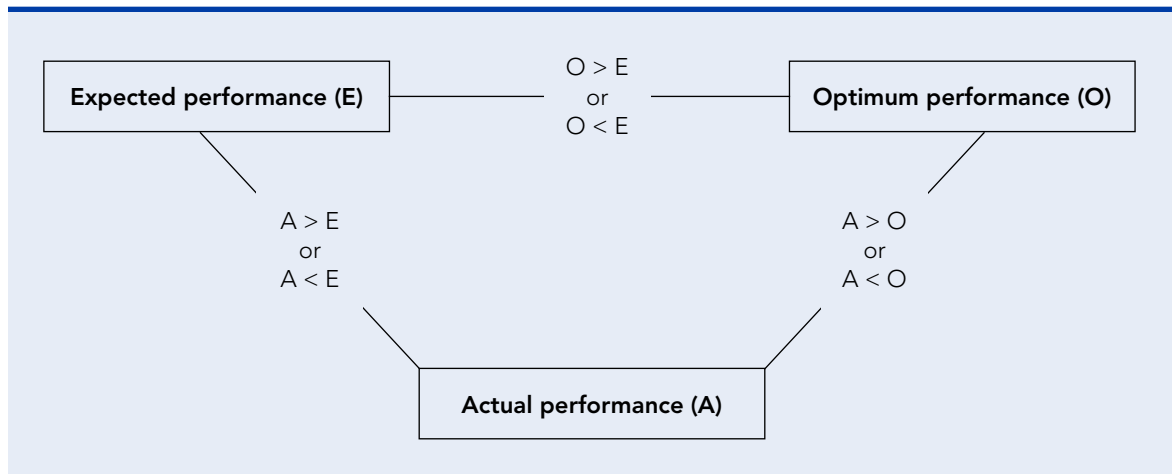 Expected performance (E)
O > E
or
O < E
Optimum performance (O)
A > E
or
A < E
A > O
or
A < O
Actual performance (A)